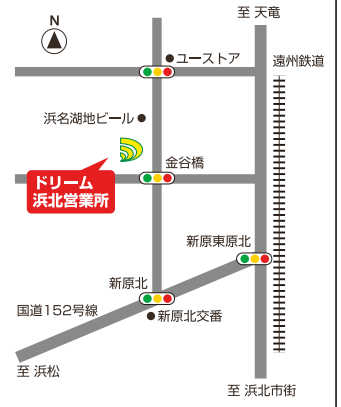 至 天竜
N
ユーストア
遠州鉄道
浜名湖地ビール
金谷橋
ドリーム
浜北営業所
新原東原北
新原北
国道152号線
新原北交番
至 浜松
至 浜北市街